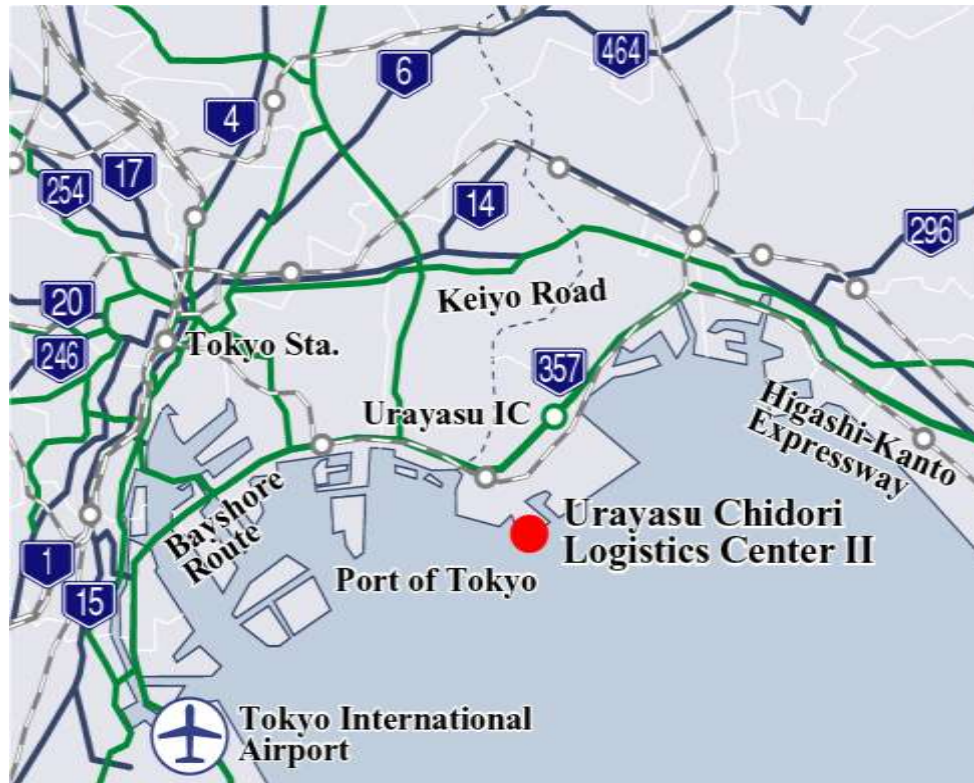 464
6
4
17
254
14
296
20
Keiyo Road
Tokyo Sta.
246
357
Urayasu IC
Higashi-Kanto
Expressway
Bayshore
Route
Urayasu Chidori
Logistics Center II
Port of Tokyo
1
15
Tokyo International
Airport